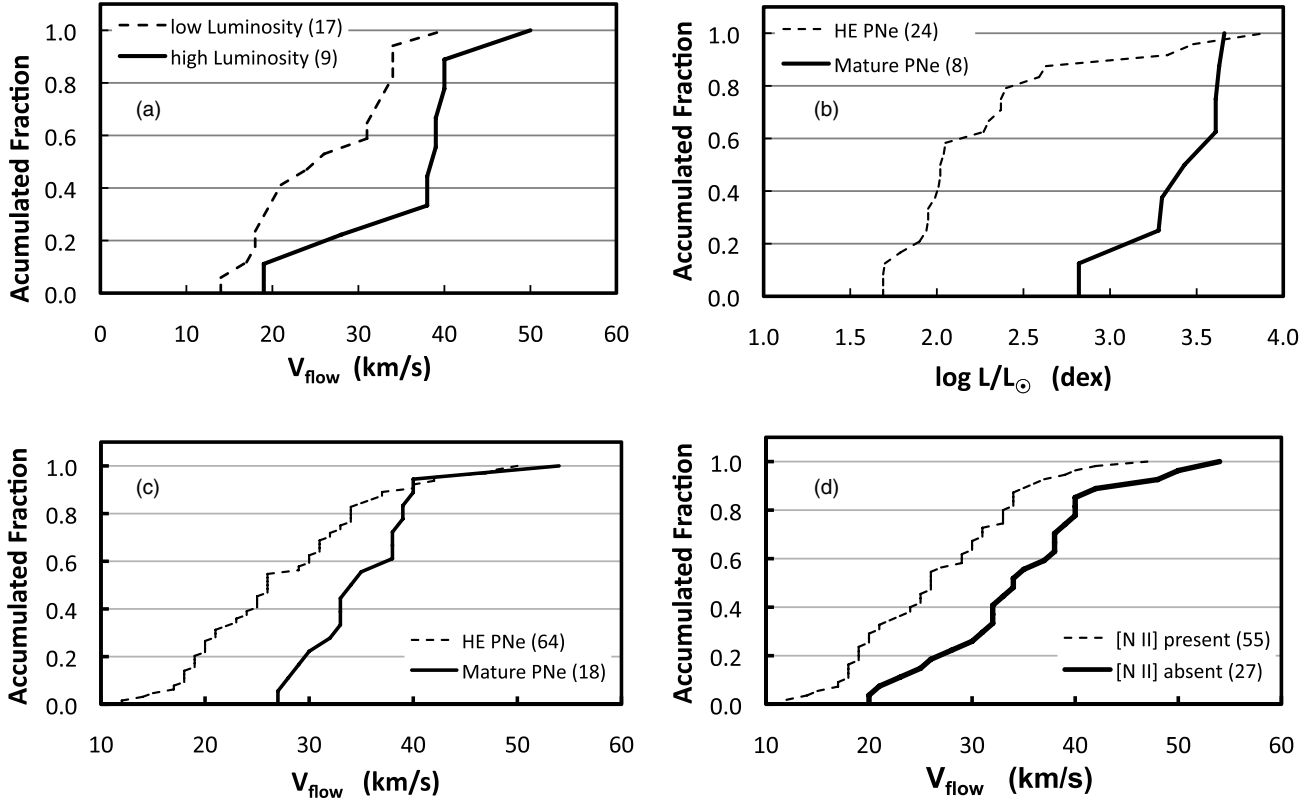 low Luminosity (17)
high Luminosity (9)
(a)
Acumulated Fraction
1.0
0.8
0.6
0.4
0.2
0.0
0 10 20 30 40 50 60
Vflow (km/s)
HE PNe (24)
Mature PNe (8)
(b)
Accumulated Fraction
1.0
0.8
0.6
0.4
0.2
0.0
1.0 1.5 2.0 2.5 3.0 3.5 4.0
log L/L☉ (dex)
(c)
Accumulated Fraction
1.0
0.8
0.6
0.4
0.2
0.0
HE PNe (64)
Mature PNe (18)
10 20 30 40 50 60
Vflow (km/s)
(d)
Accumulated Fraction
1.0
0.8
0.6
0.4
0.2
0.0
[N II] present (55)
[N II] absent (27)
10 20 30 40 50 60
Vflow (km/s)